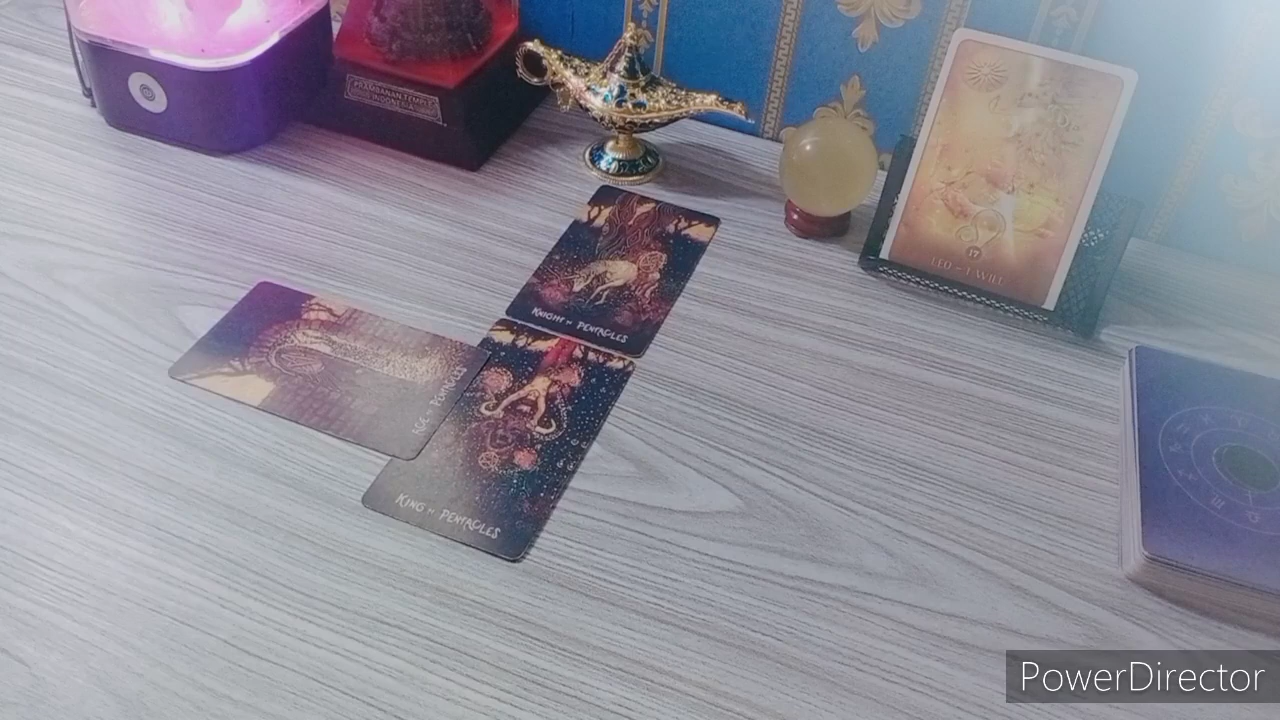 PRAMBANAN TEMPLE
INDONESIA
LEO - I WILL
17
KNIGHT OF PENTACLES
ACE OF PENTACLES
KING OF PENTACLES
PowerDirector